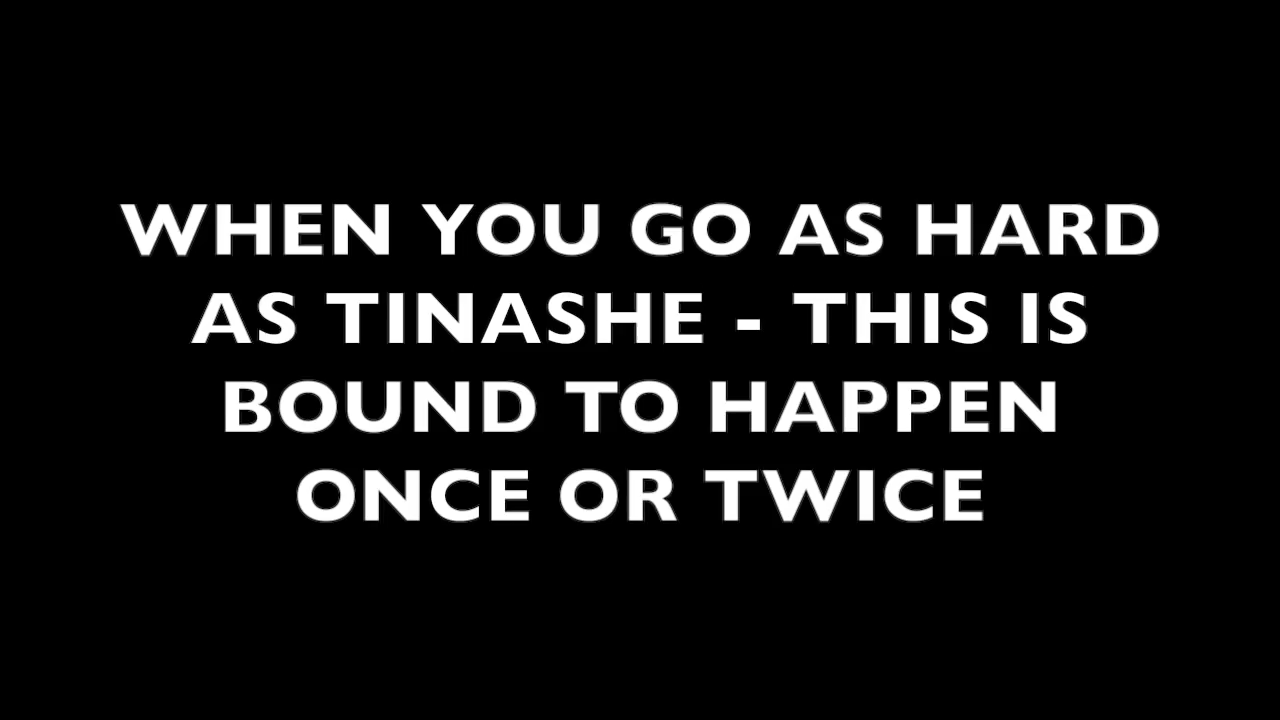 WHEN YOU GO AS HARD
AS TINASHE - THIS IS
BOUND TO HAPPEN
ONCE OR TWICE